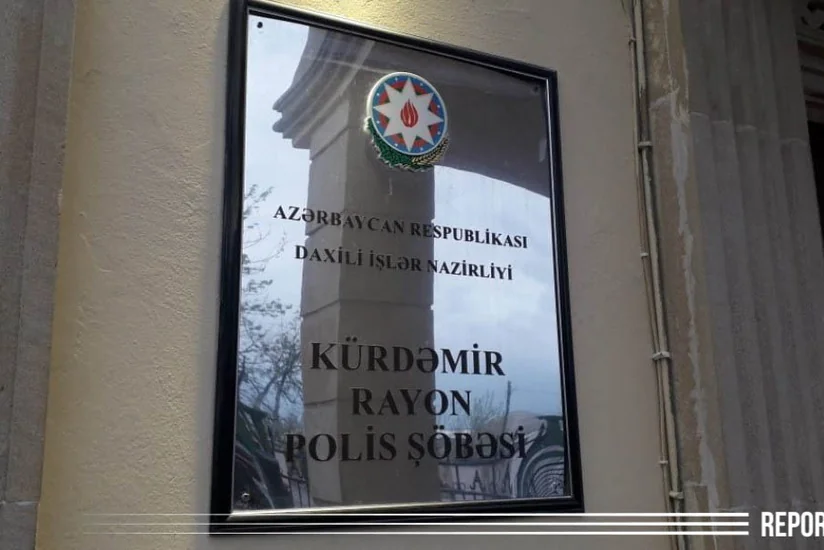 AZƏRBAYCAN RESPUBLİKASI
DAXİLİ İŞLƏR NAZİRLİYİ
KÜRDƏMİR
RAYON
POLİS ŞÖBƏSİ
REPOR